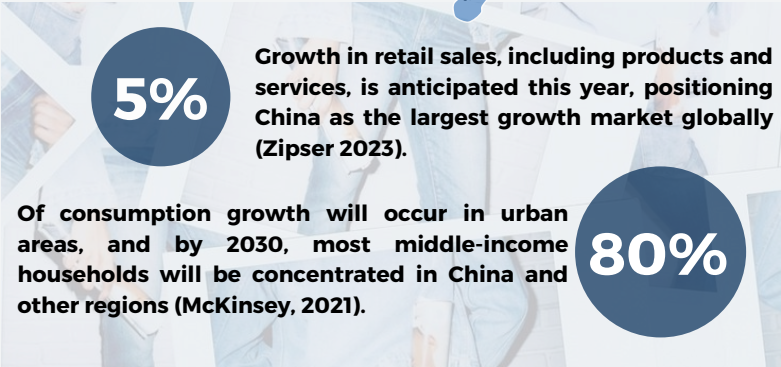 5%
Growth in retail sales, including products and
services, is anticipated this year, positioning
China as the largest growth market globally
(Zipser 2023).
Of consumption growth will occur in urban
areas, and by 2030, most middle-income
households will be concentrated in China and
other regions (McKinsey, 2021).
80%